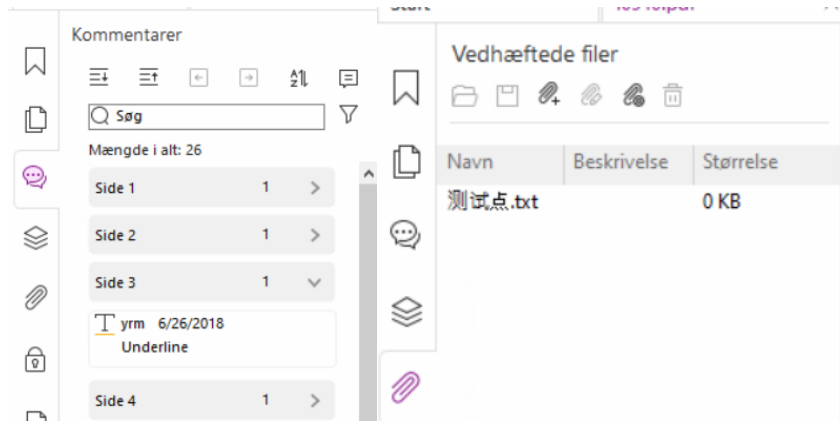 Kommentarer
Søg
Mængde i alt: 26
Side 1 1
Side 2 1
Side 3 1
yrm 6/26/2018
Underline
Side 4 1
Vedhæftede filer
Navn Beskrivelse Størrelse
测试点.txt 0 KB